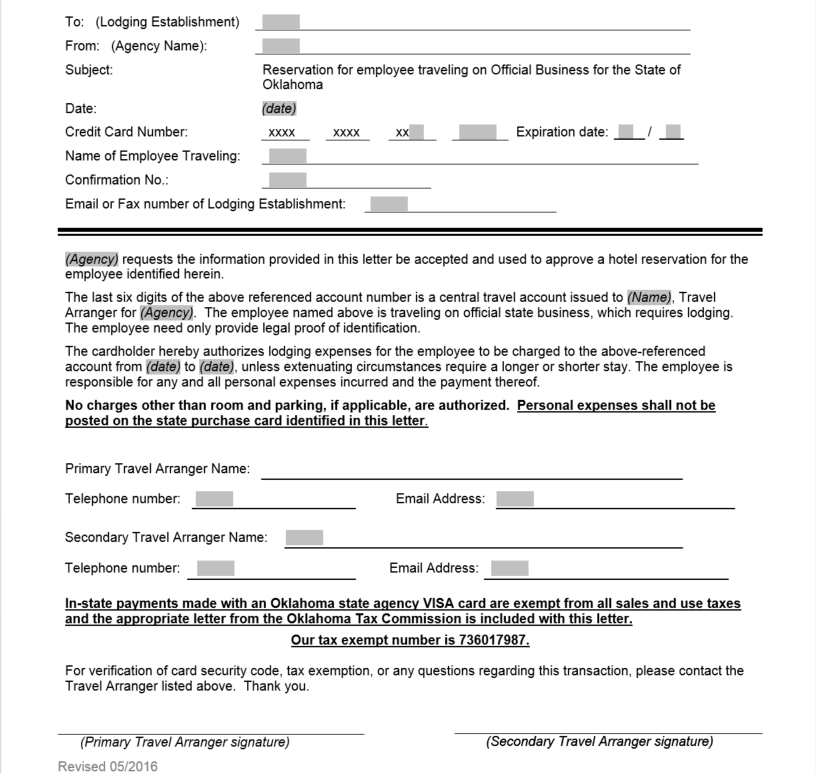 To: (Lodging Establishment)
From: (Agency Name):
Subject: Reservation for employee traveling on Official Business for the State of
Oklahoma
Date: (date)
Credit Card Number: xxxx xxxx xx Expiration date: /
Name of Employee Traveling:
Confirmation No.:
Email or Fax number of Lodging Establishment:
(Agency) requests the information provided in this letter be accepted and used to approve a hotel reservation for the
employee identified herein.
The last six digits of the above referenced account number is a central travel account issued to (Name), Travel
Arranger for (Agency). The employee named above is traveling on official state business, which requires lodging.
The employee need only provide legal proof of identification.
The cardholder hereby authorizes lodging expenses for the employee to be charged to the above-referenced
account from (date) to (date), unless extenuating circumstances require a longer or shorter stay. The employee is
responsible for any and all personal expenses incurred and the payment thereof.
No charges other than room and parking, if applicable, are authorized. Personal expenses shall not be
posted on the state purchase card identified in this letter.
Primary Travel Arranger Name:
Telephone number: Email Address:
Secondary Travel Arranger Name:
Telephone number: Email Address:
In-state payments made with an Oklahoma state agency VISA card are exempt from all sales and use taxes
and the appropriate letter from the Oklahoma Tax Commission is included with this letter.
Our tax exempt number is 736017987.
For verification of card security code, tax exemption, or any questions regarding this transaction, please contact the
Travel Arranger listed above. Thank you.
(Primary Travel Arranger signature) (Secondary Travel Arranger signature)
Revised 05/2016